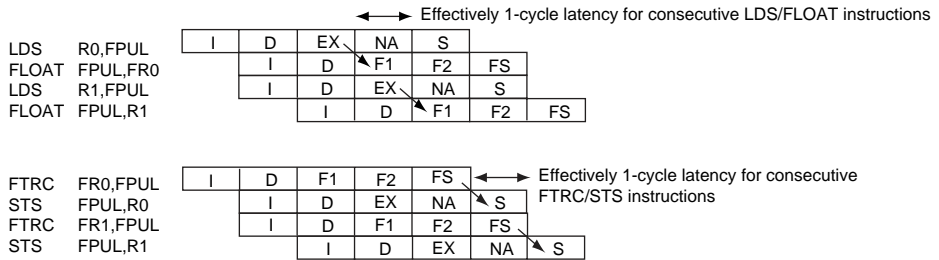 Effectively 1-cycle latency for consecutive LDS/FLOAT instructions
LDS R0,FPUL I D EX NA S
FLOAT FPUL,FR0 I D F1 F2 FS
LDS R1,FPUL I D EX NA S
FLOAT FPUL,R1 I D F1 F2 FS
Effectively 1-cycle latency for consecutive
FTRC/STS instructions
FTRC FR0,FPUL I D F1 F2 FS
STS FPUL,R0 I D EX NA S
FTRC FR1,FPUL I D F1 F2 FS
STS FPUL,R1 I D EX NA S